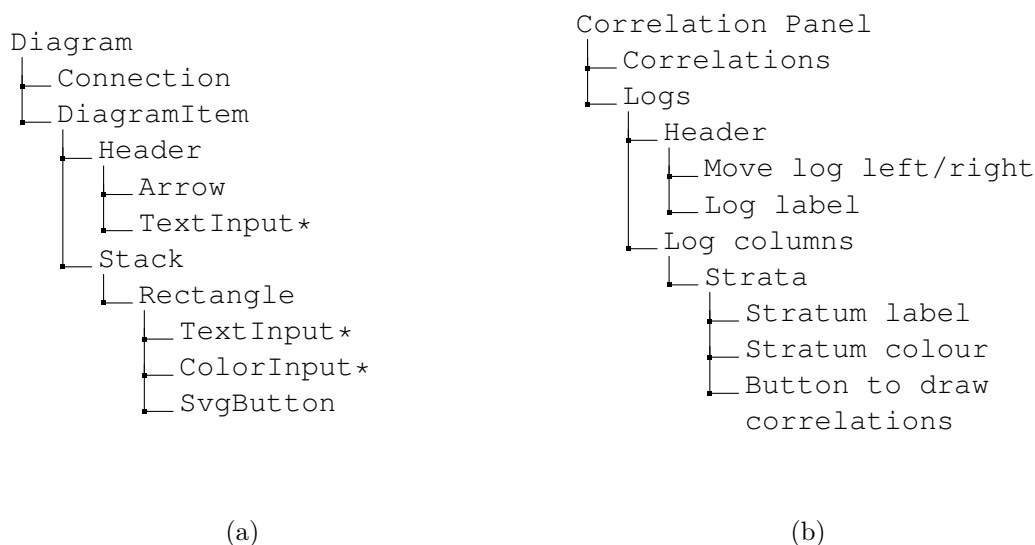 Diagram
Connection
DiagramItem
Header
Arrow
TextInput*
Stack
Rectangle
TextInput*
ColorInput*
SvgButton
(a)
Correlation Panel
Correlations
Logs
Header
Move log left/right
Log label
Log columns
Strata
Stratum label
Stratum colour
Button to draw
correlations
(b)